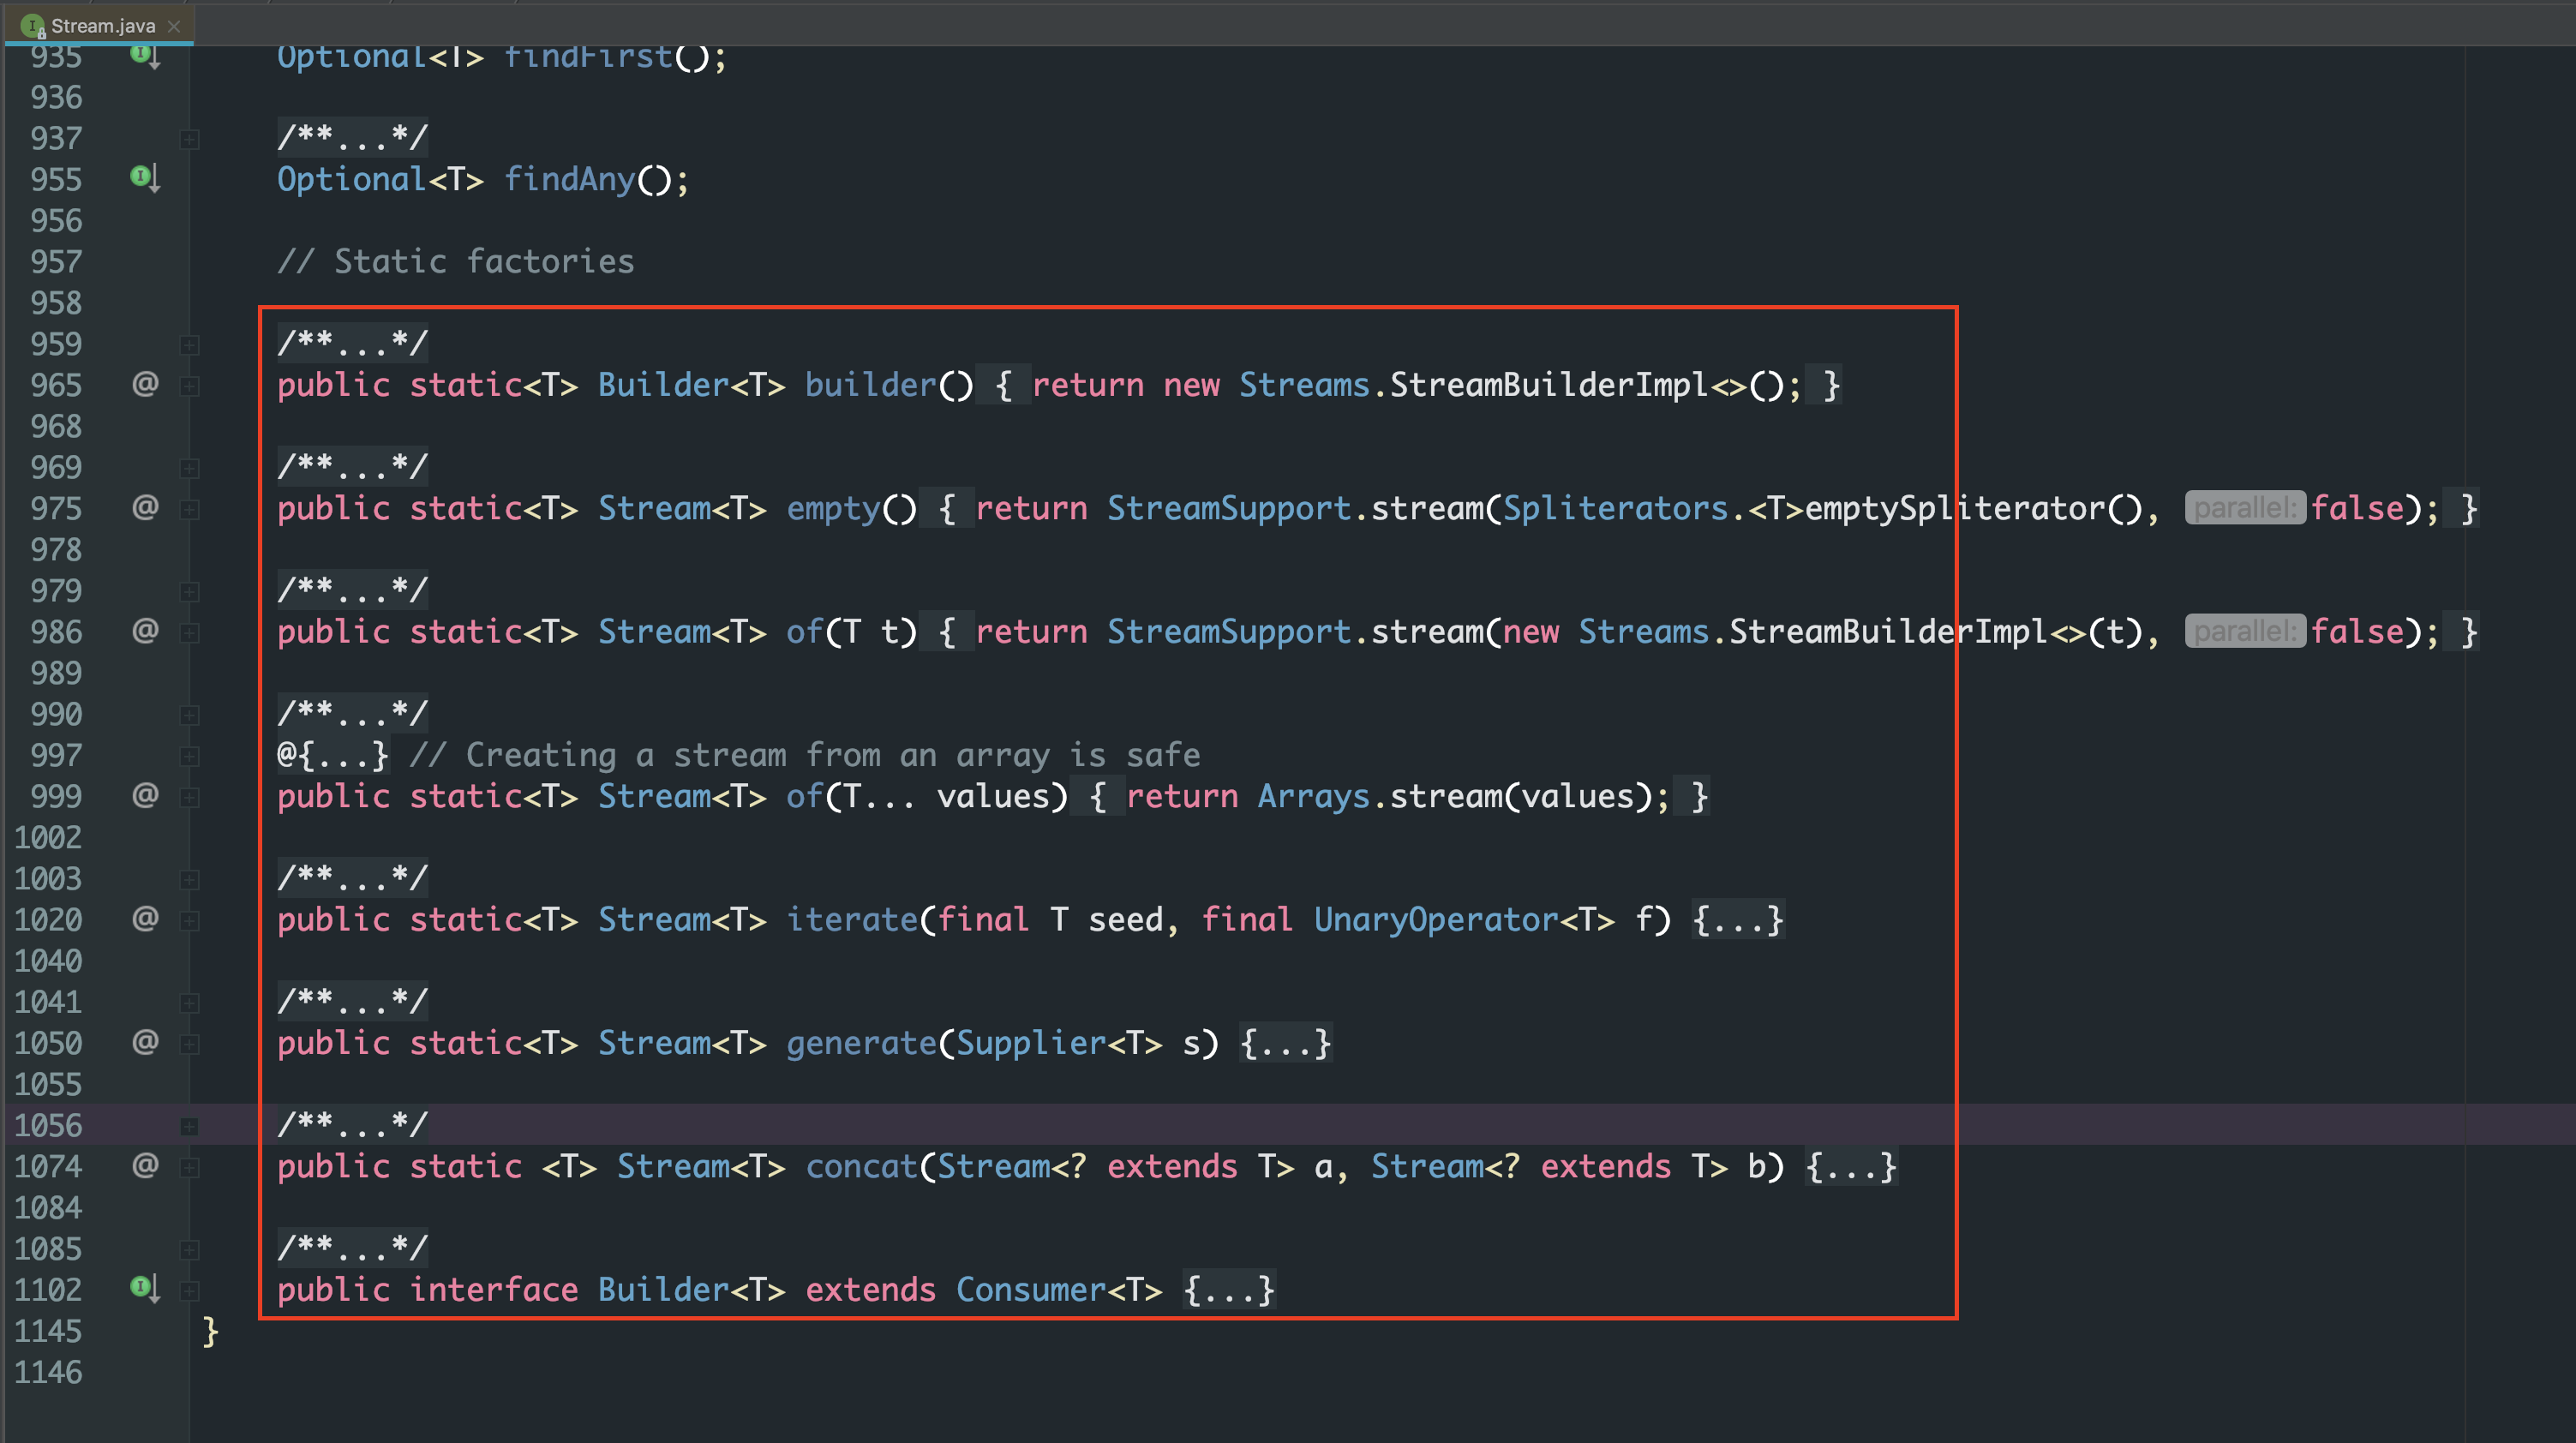 Stream.java
935 Optional<T> findFirst();
936
937 /**...*/
955 Optional<T> findAny();
956
957 // Static factories
958
959 /**...*/
965 @ public static<T> Builder<T> builder() { return new Streams.StreamBuilderImpl<>(); }
968
969 /**...*/
975 @ public static<T> Stream<T> empty() { return StreamSupport.stream(Spliterators.<T>emptySpliterator(), parallel: false); }
978
979 /**...*/
986 @ public static<T> Stream<T> of(T t) { return StreamSupport.stream(new Streams.StreamBuilderImpl<>(t), parallel: false); }
989
990 /**...*/
997 @{...} // Creating a stream from an array is safe
999 @ public static<T> Stream<T> of(T... values) { return Arrays.stream(values); }
1002
1003 /**...*/
1020 @ public static<T> Stream<T> iterate(final T seed, final UnaryOperator<T> f) {...}
1040
1041 /**...*/
1050 @ public static<T> Stream<T> generate(Supplier<T> s) {...}
1055
1056 /**...*/
1074 @ public static <T> Stream<T> concat(Stream<? extends T> a, Stream<? extends T> b) {...}
1084
1085 /**...*/
1102 public interface Builder<T> extends Consumer<T> {...}
1145 }
1146